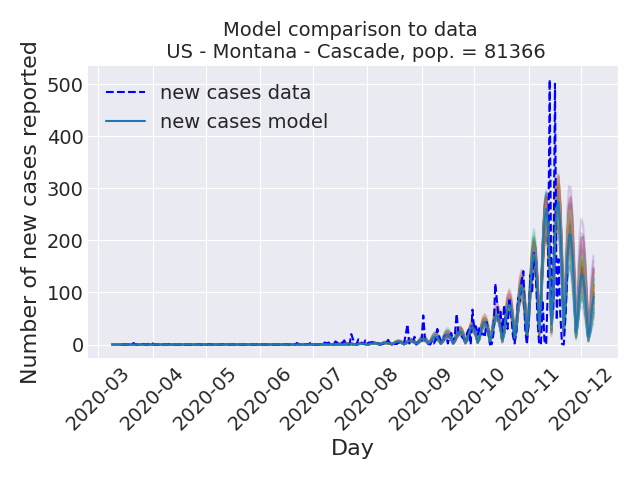 Model comparison to data
US - Montana - Cascade, pop. = 81366
Number of new cases reported
500
400
300
200
100
0
new cases data
new cases model
2020-03
2020-04
2020-05
2020-06
2020-07
2020-08
2020-09
2020-10
2020-11
2020-12
Day